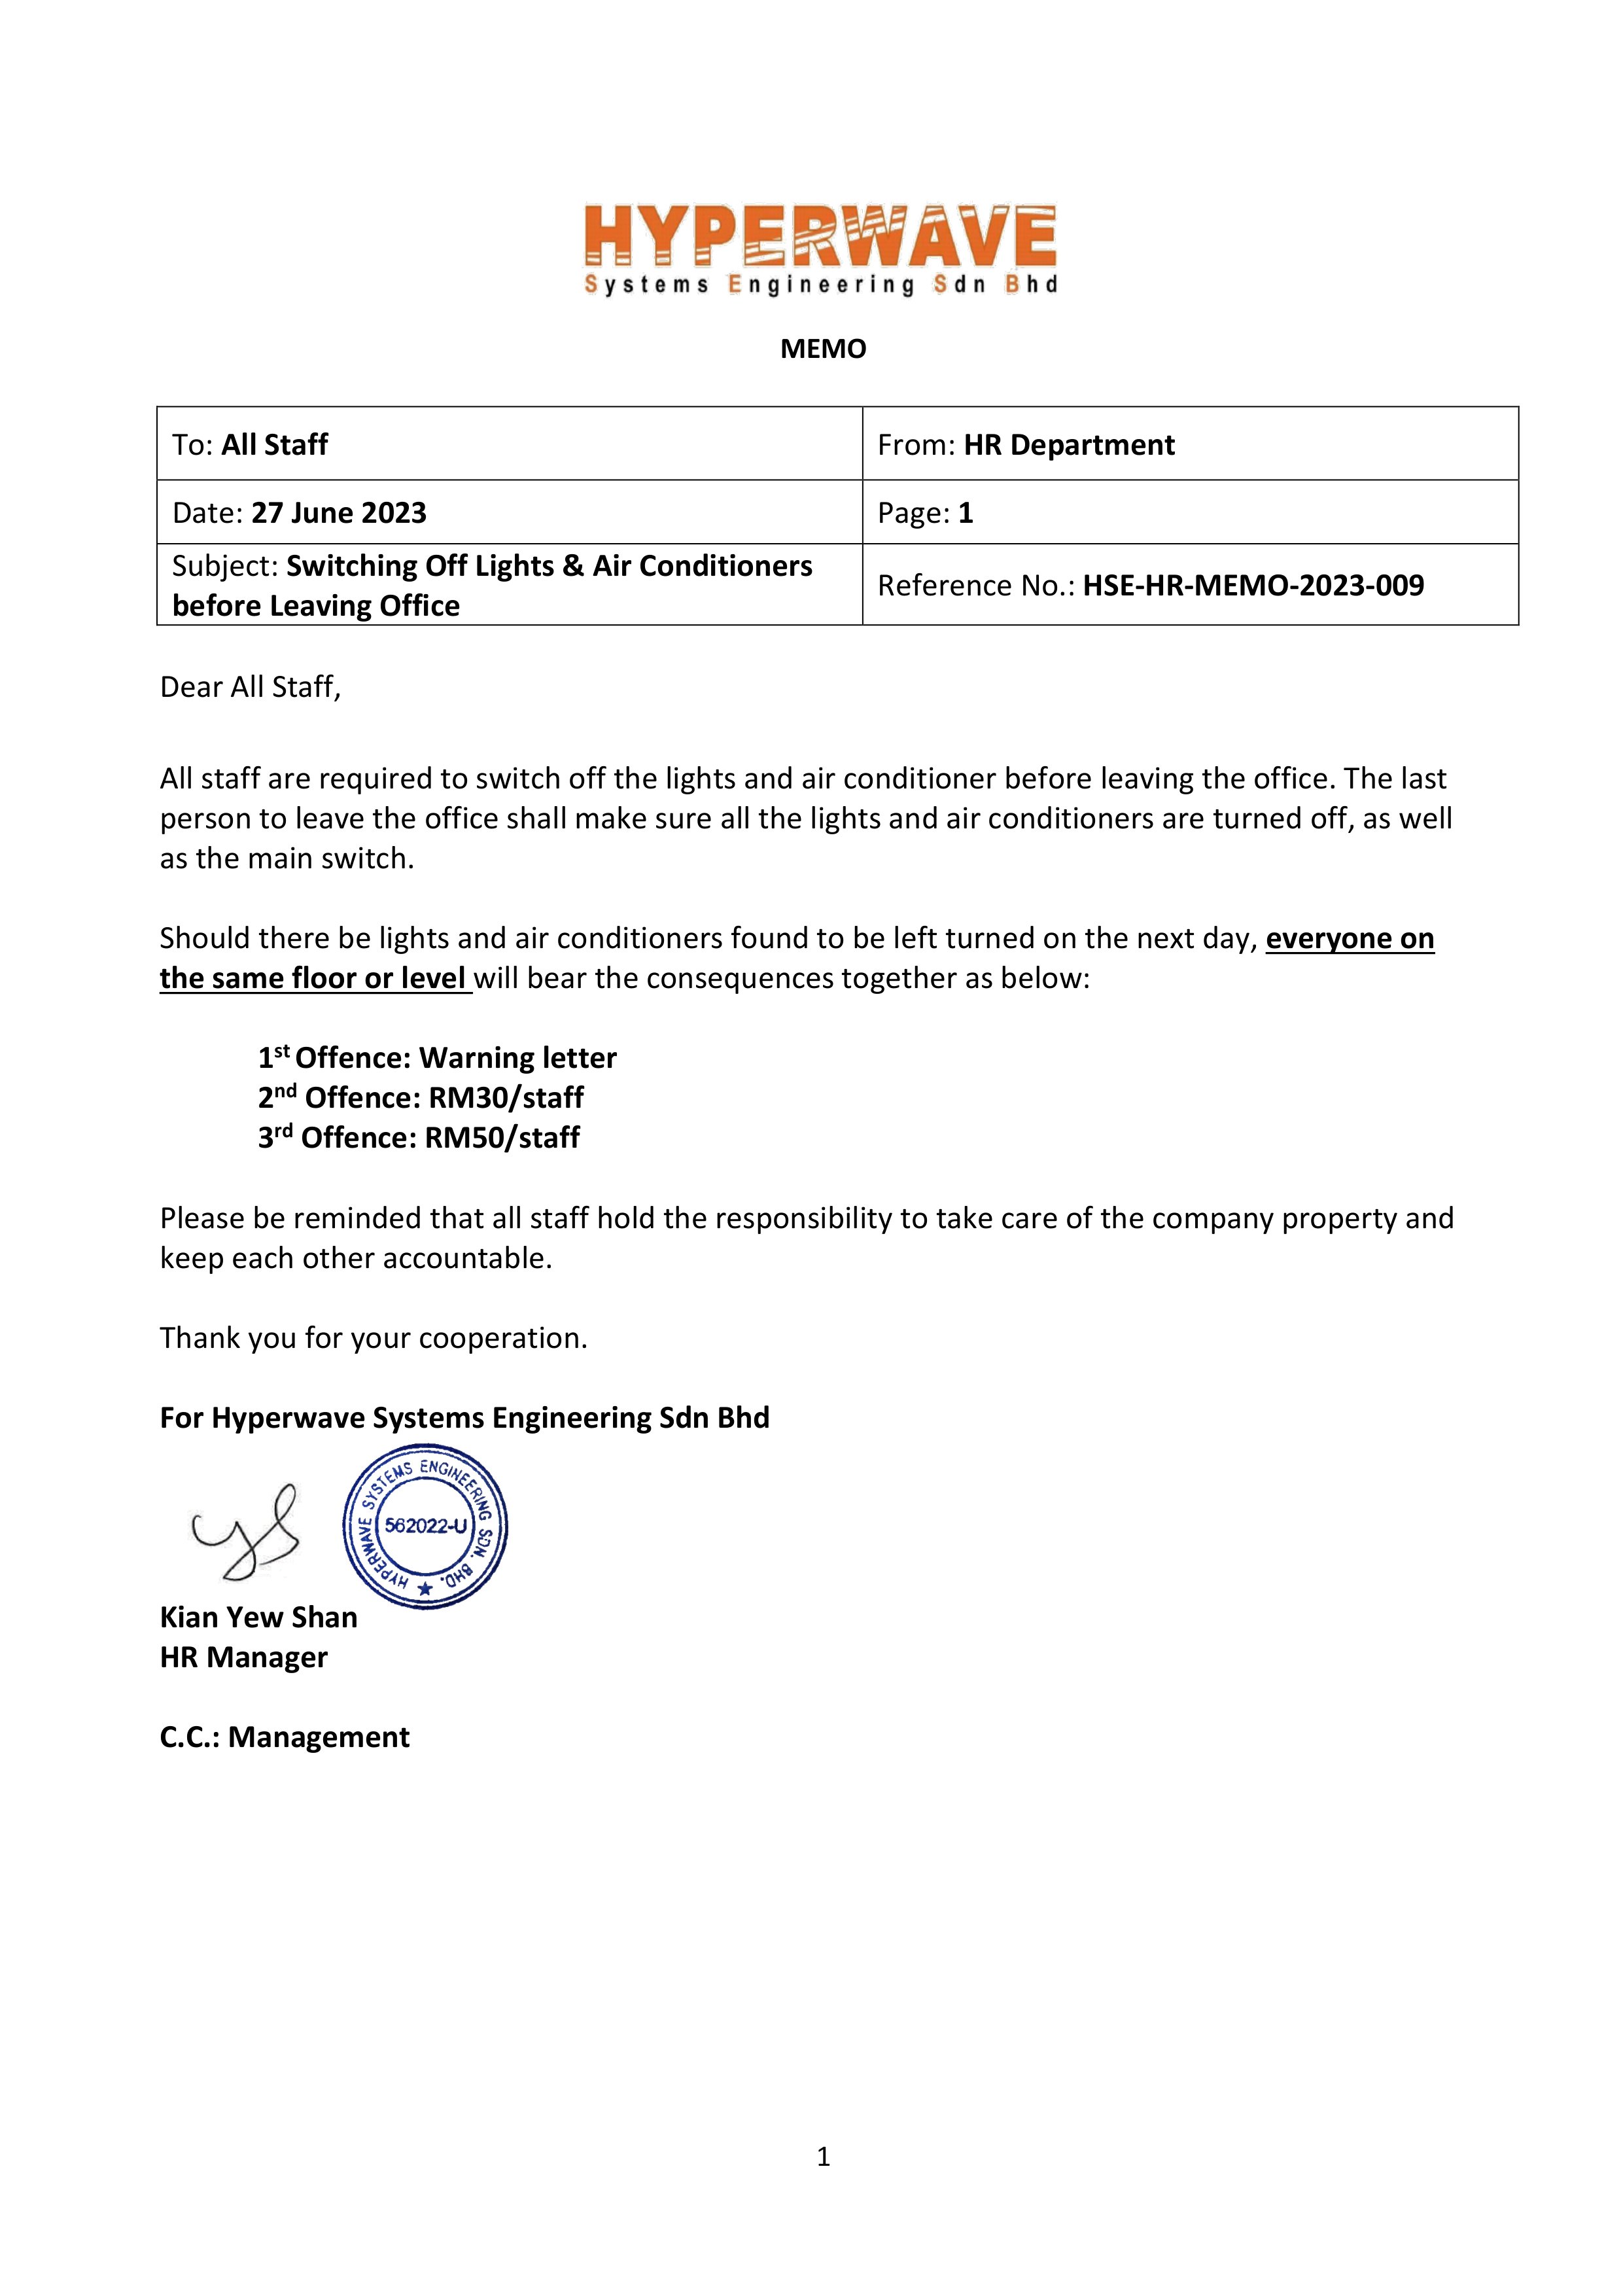 HYPERWAVE
Systems Engineering Sdn Bhd
MEMO
To: All Staff
From: HR Department
Date: 27 June 2023
Page: 1
Subject: Switching Off Lights & Air Conditioners
before Leaving Office
Reference No.: HSE-HR-MEMO-2023-009
Dear All Staff,
All staff are required to switch off the lights and air conditioner before leaving the office. The last
person to leave the office shall make sure all the lights and air conditioners are turned off, as well
as the main switch.
Should there be lights and air conditioners found to be left turned on the next day, everyone on
the same floor or level will bear the consequences together as below:
1st Offence: Warning letter
2nd Offence: RM30/staff
3rd Offence: RM50/staff
Please be reminded that all staff hold the responsibility to take care of the company property and
keep each other accountable.
Thank you for your cooperation.
For Hyperwave Systems Engineering Sdn Bhd
ys
HYPERWAVE SYSTEMS ENGINEERING SDN. BHD.
562022-U
Kian Yew Shan
HR Manager
C.C.: Management
1